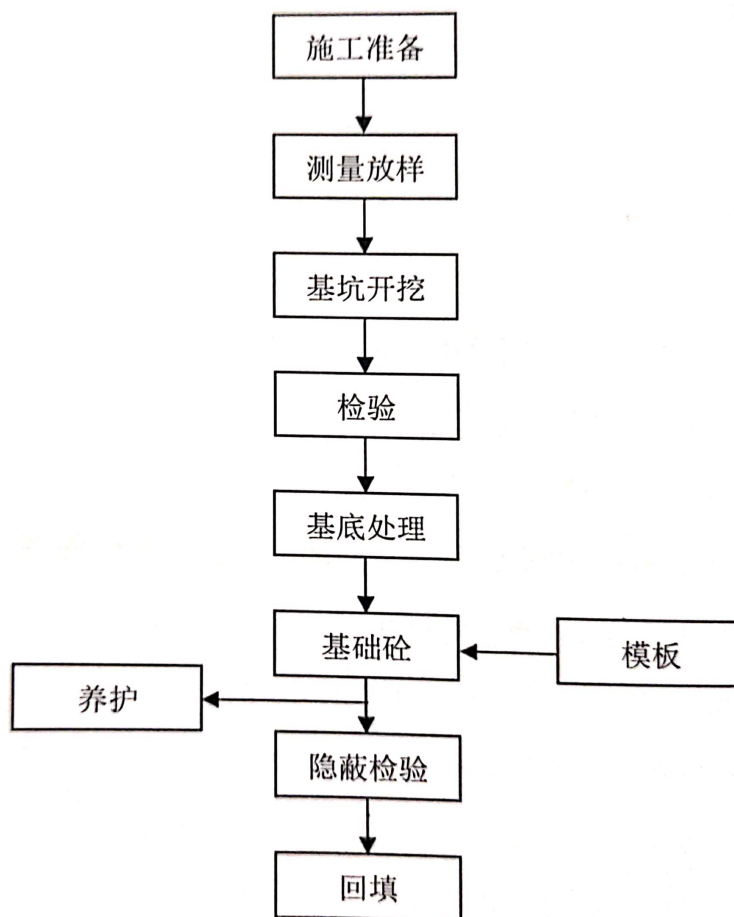 施工准备
测量放样
基坑开挖
检验
基底处理
基础砼
模板
养护
隐蔽检验
回填